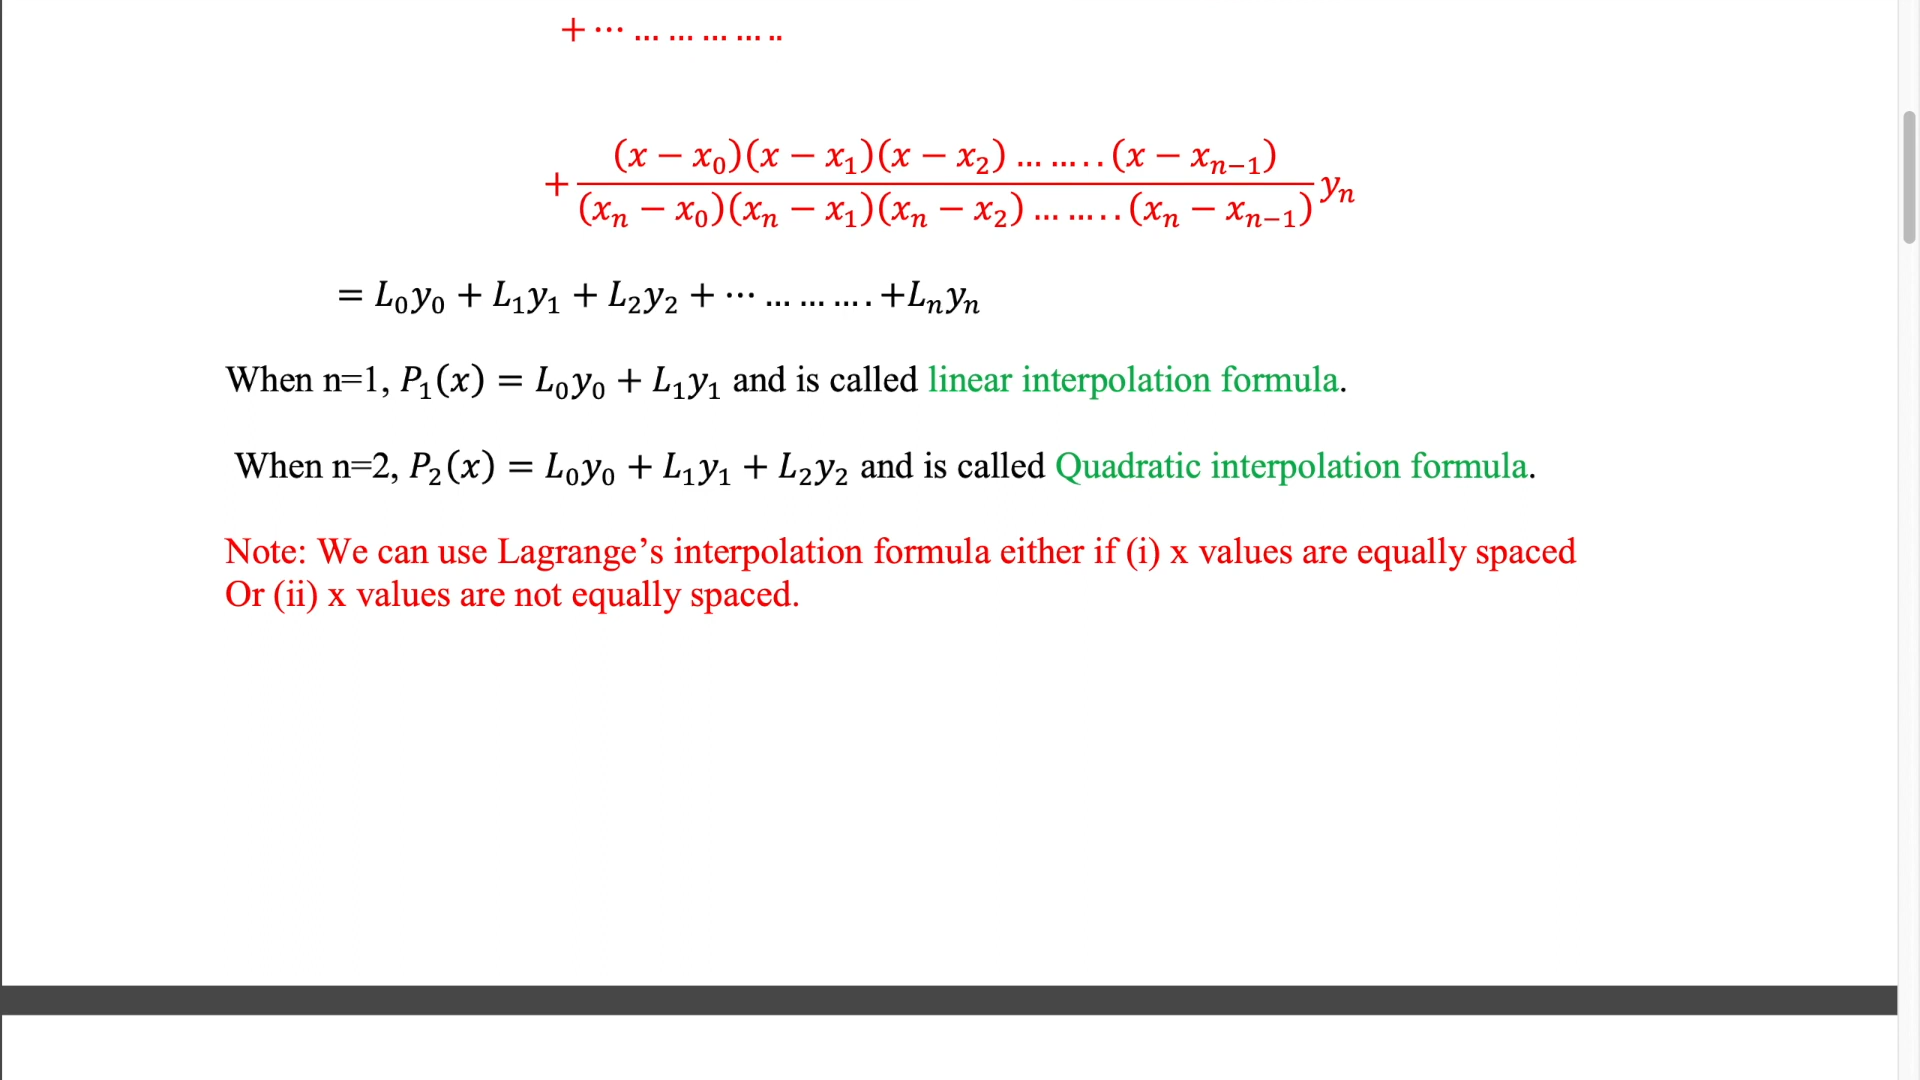 + ⋯ … … … … ..
+ (x − x₀)(x − x₁)(x − x₂) … … . . (x − xₙ₋₁)
(xₙ − x₀)(xₙ − x₁)(xₙ − x₂) … … . . (xₙ − xₙ₋₁) yₙ
= L₀y₀ + L₁y₁ + L₂y₂ + ⋯ … … … . +Lₙyₙ
When n=1, P₁(x) = L₀y₀ + L₁y₁ and is called linear interpolation formula.
When n=2, P₂(x) = L₀y₀ + L₁y₁ + L₂y₂ and is called Quadratic interpolation formula.
Note: We can use Lagrange’s interpolation formula either if (i) x values are equally spaced
Or (ii) x values are not equally spaced.